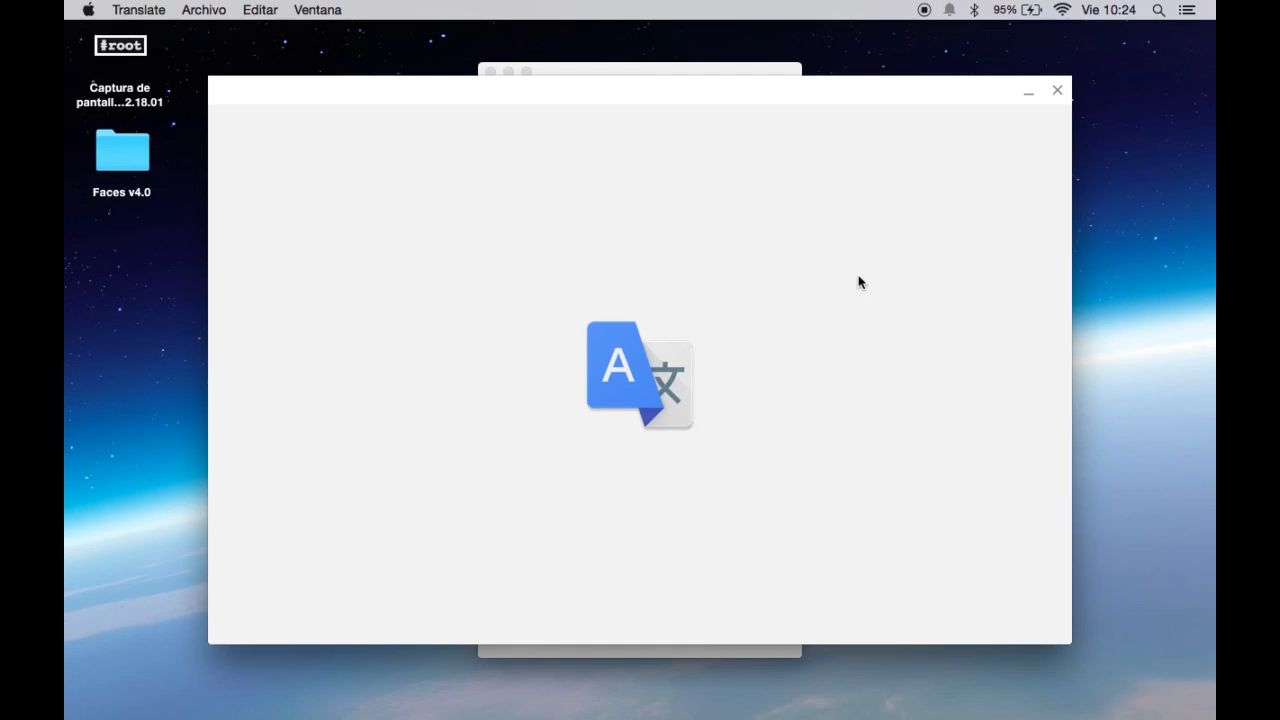 Translate Archivo Editar Ventana 95% Vie 10:24
#root
Captura de
pantall...2.18.01
Faces v4.0
A 文